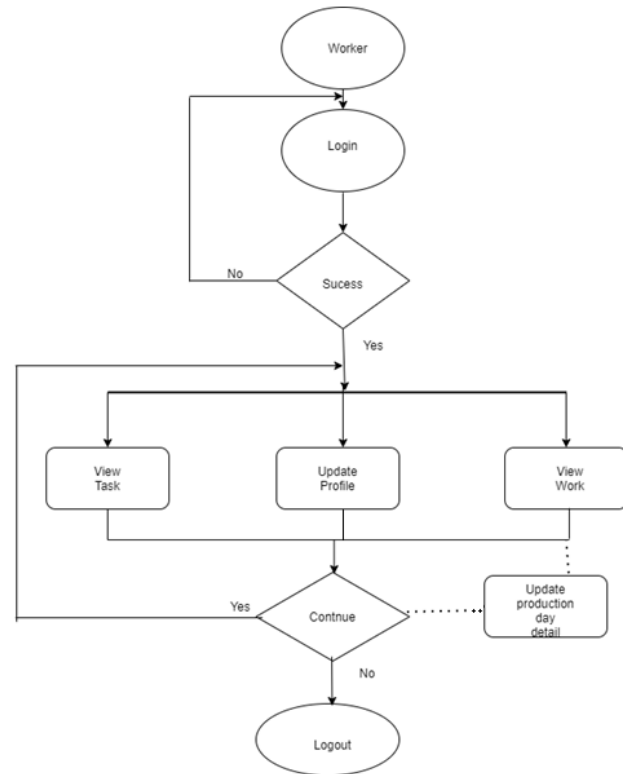 Worker
Login
No
Sucess
Yes
View
Task
Update
Profile
View
Work
Yes
Contnue
Update
production
day
detail
No
Logout